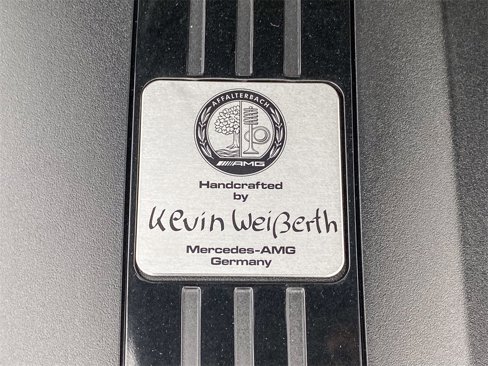 AFFALTERBACH
AMG
Handcrafted
by
Kevin Weißerth
Mercedes-AMG
Germany